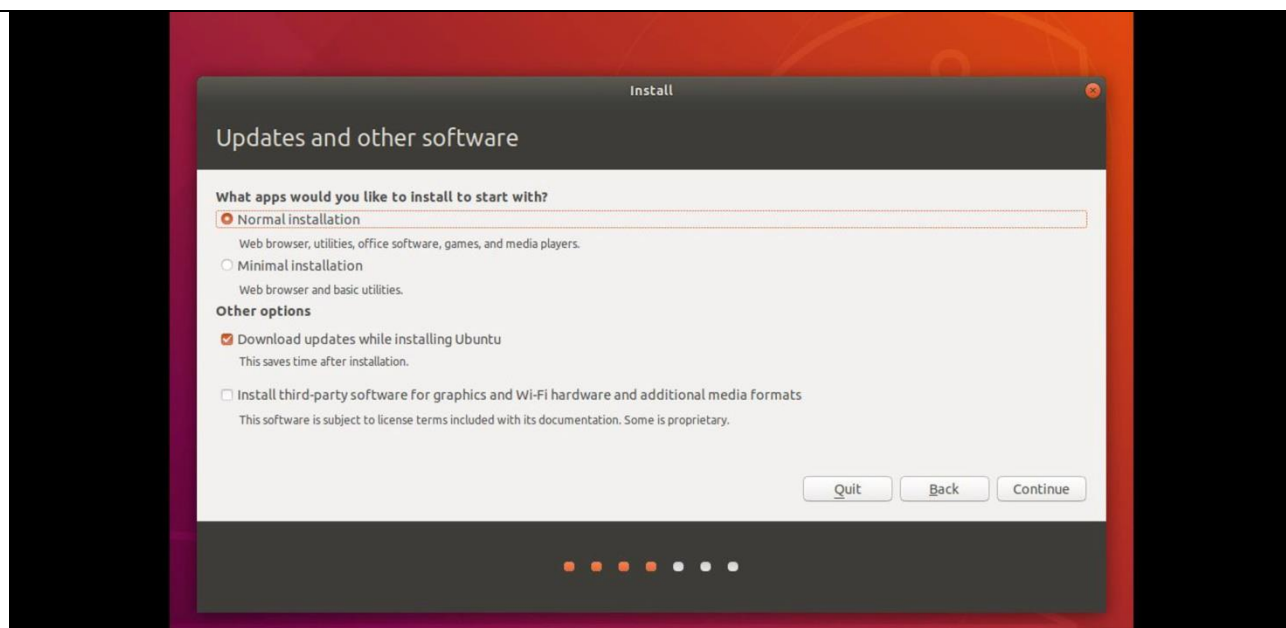 Install
Updates and other software
What apps would you like to install to start with?
Normal installation
Web browser, utilities, office software, games, and media players.
Minimal installation
Web browser and basic utilities.
Other options
Download updates while installing Ubuntu
This saves time after installation.
Install third-party software for graphics and Wi-Fi hardware and additional media formats
This software is subject to license terms included with its documentation. Some is proprietary.
Quit Back Continue